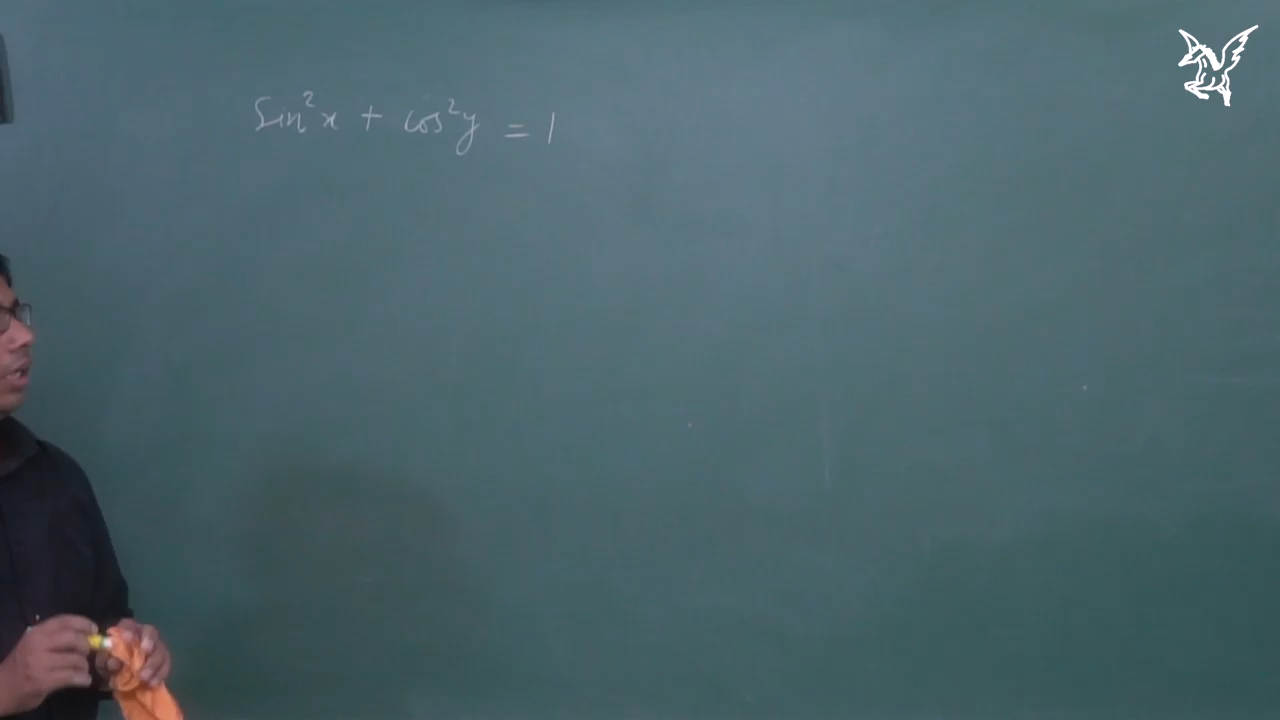 Sin²x + cos²y = 1